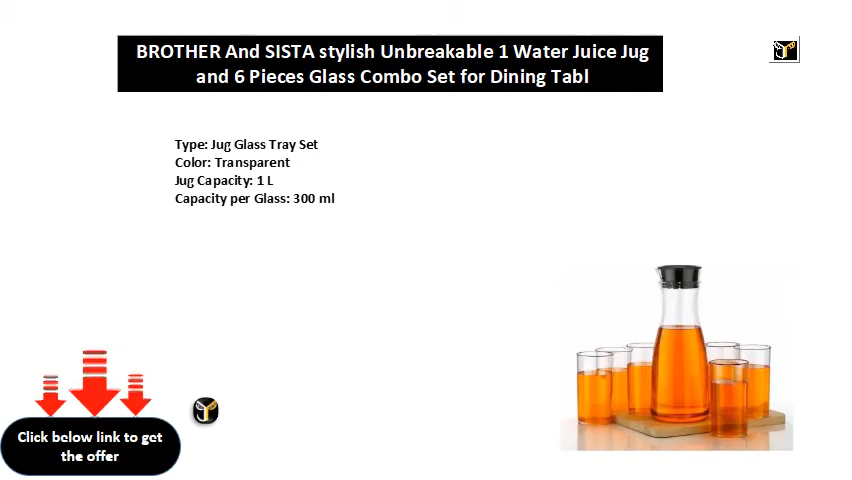 BROTHER And SISTA stylish Unbreakable 1 Water Juice Jug
and 6 Pieces Glass Combo Set for Dining Tabl
Type: Jug Glass Tray Set
Color: Transparent
Jug Capacity: 1 L
Capacity per Glass: 300 ml
Click below link to get
the offer